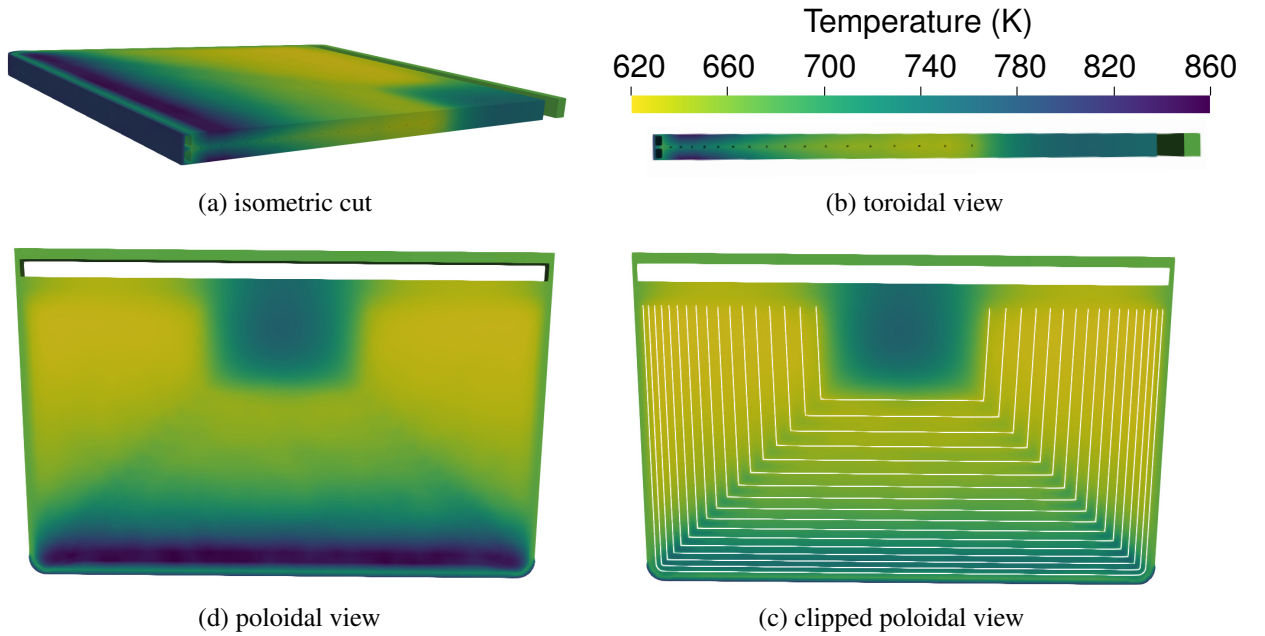 Temperature (K)
620 660 700 740 780 820 860
(a) isometric cut
(b) toroidal view
(d) poloidal view
(c) clipped poloidal view